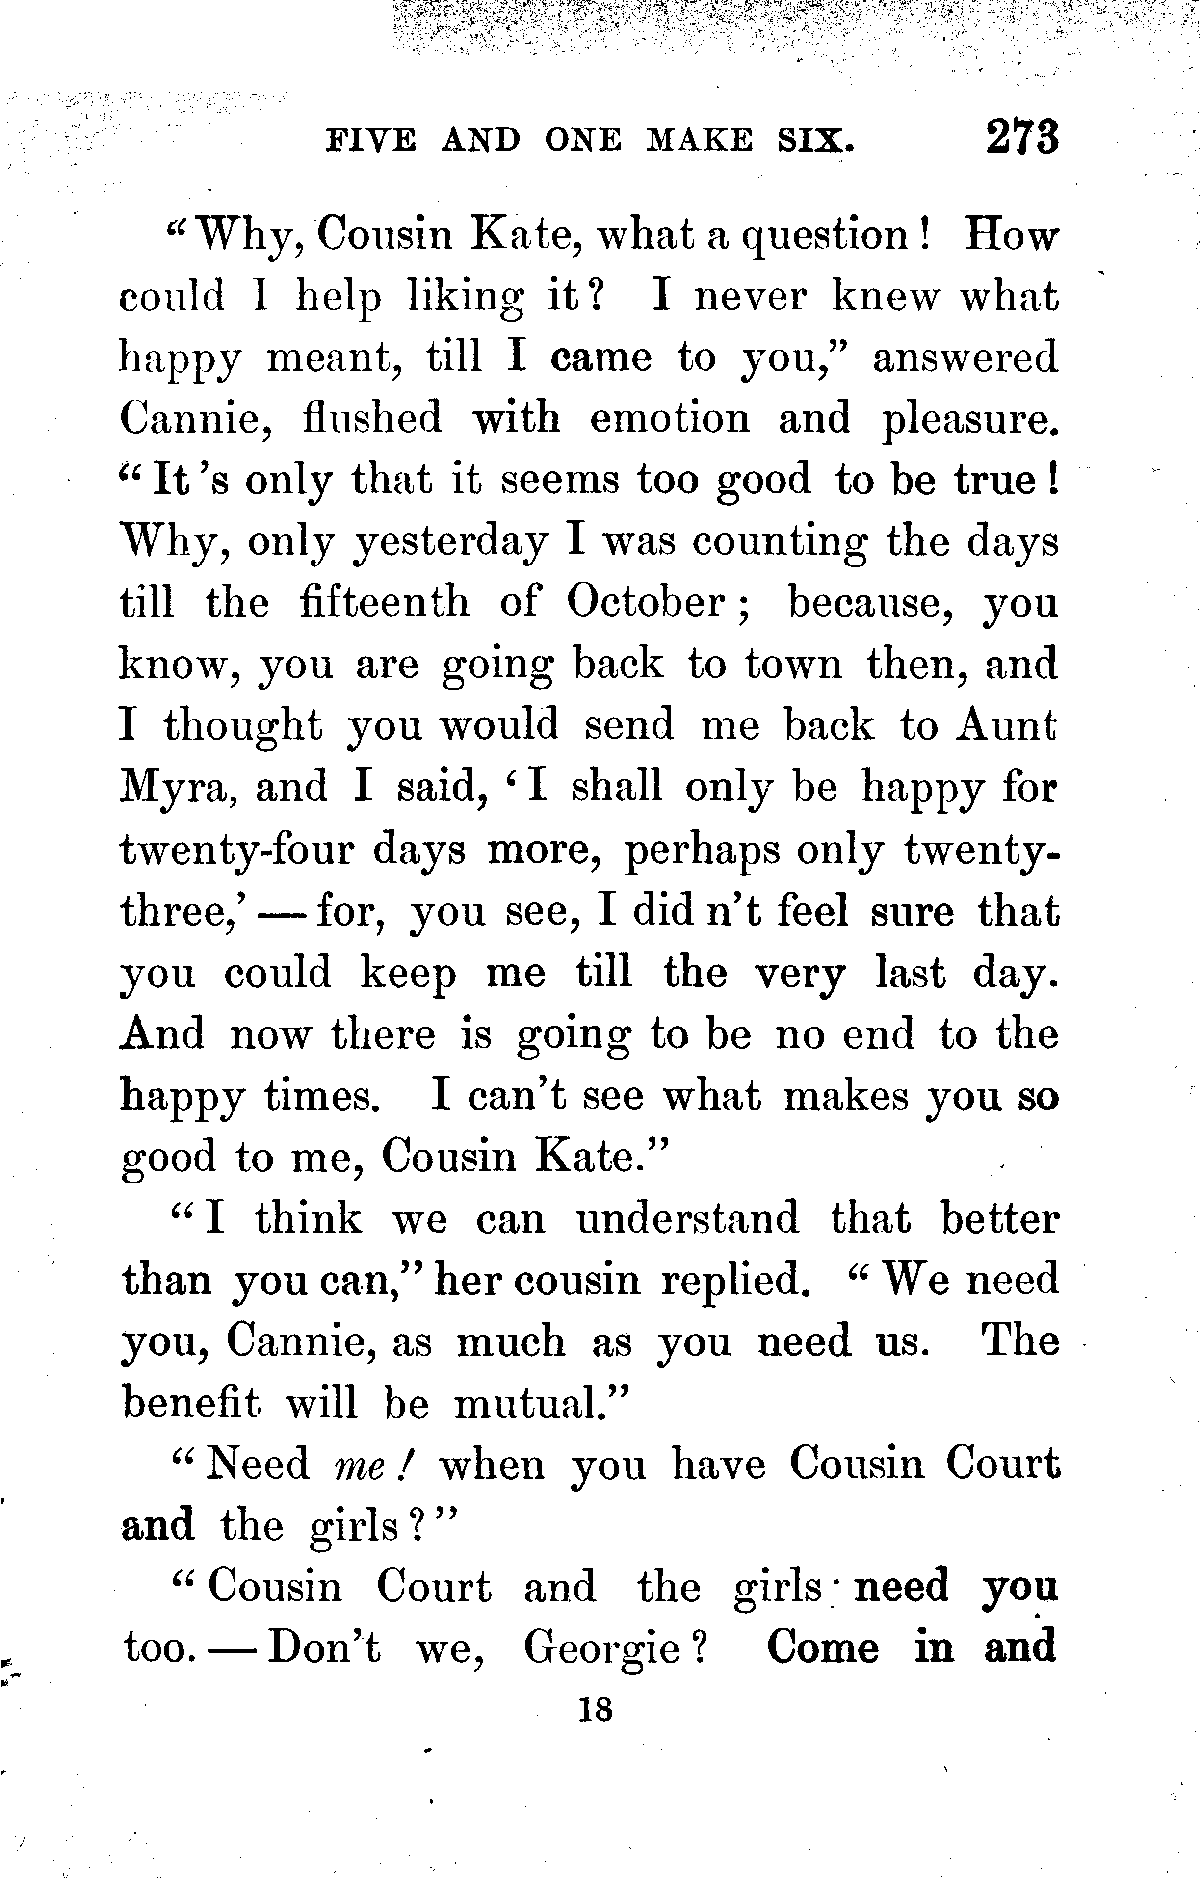 FIVE AND ONE MAKE SIX. 273
“Why, Cousin Kate, what a question! How
could I help liking it? I never knew what
happy meant, till I came to you,” answered
Cannie, flushed with emotion and pleasure.
“It's only that it seems too good to be true!
Why, only yesterday I was counting the days
till the fifteenth of October; because, you
know, you are going back to town then, and
I thought you would send me back to Aunt
Myra, and I said, ‘I shall only be happy for
twenty-four days more, perhaps only twenty-
three,’ — for, you see, I did n't feel sure that
you could keep me till the very last day.
And now there is going to be no end to the
happy times. I can't see what makes you so
good to me, Cousin Kate.”
“I think we can understand that better
than you can,” her cousin replied. “We need
you, Cannie, as much as you need us. The
benefit will be mutual.”
“Need me! when you have Cousin Court
and the girls?”
“Cousin Court and the girls need you
too. — Don't we, Georgie? Come in and
18